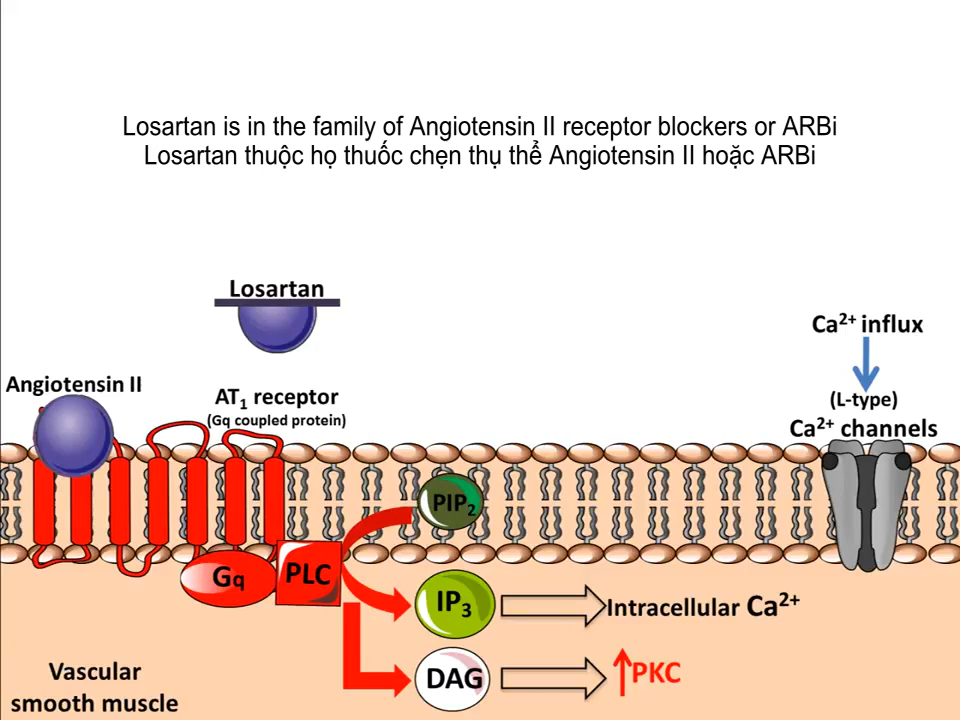 Losartan is in the family of Angiotensin II receptor blockers or ARBi
Losartan thuộc họ thuốc chẹn thụ thể Angiotensin II hoặc ARBi
Losartan
Ca²⁺ influx
Angiotensin II
AT₁ receptor
(Gq coupled protein)
(L-type)
Ca²⁺ channels
PIP₂
Gq
PLC
IP₃
Intracellular Ca²⁺
DAG
↑PKC
Vascular
smooth muscle